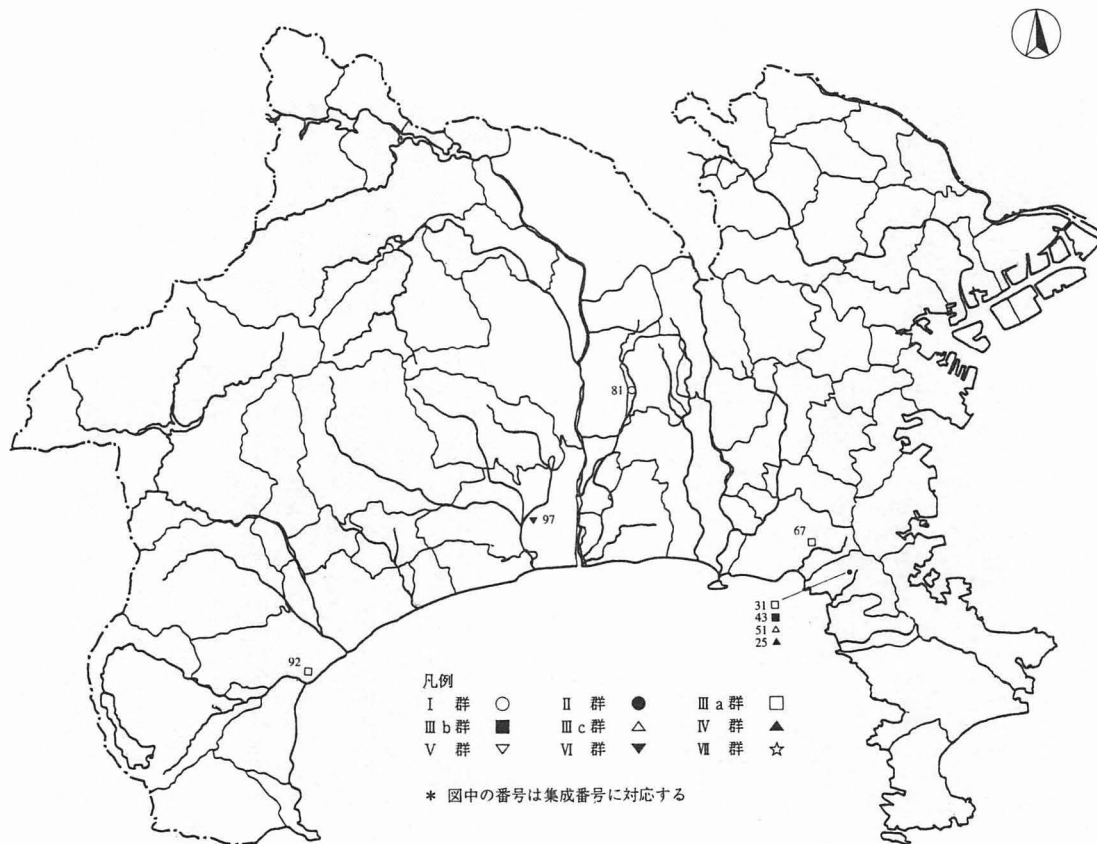 81
97
67
31 □
43 ■
51 △
25 ▲
92
凡例
Ⅰ 群 ○ Ⅱ 群 ● Ⅲ a 群 □
Ⅲ b 群 ■ Ⅲ c 群 △ Ⅳ 群 ▲
Ⅴ 群 ▽ Ⅵ 群 ▼ Ⅶ 群 ☆
* 図中の番号は集成番号に対応する